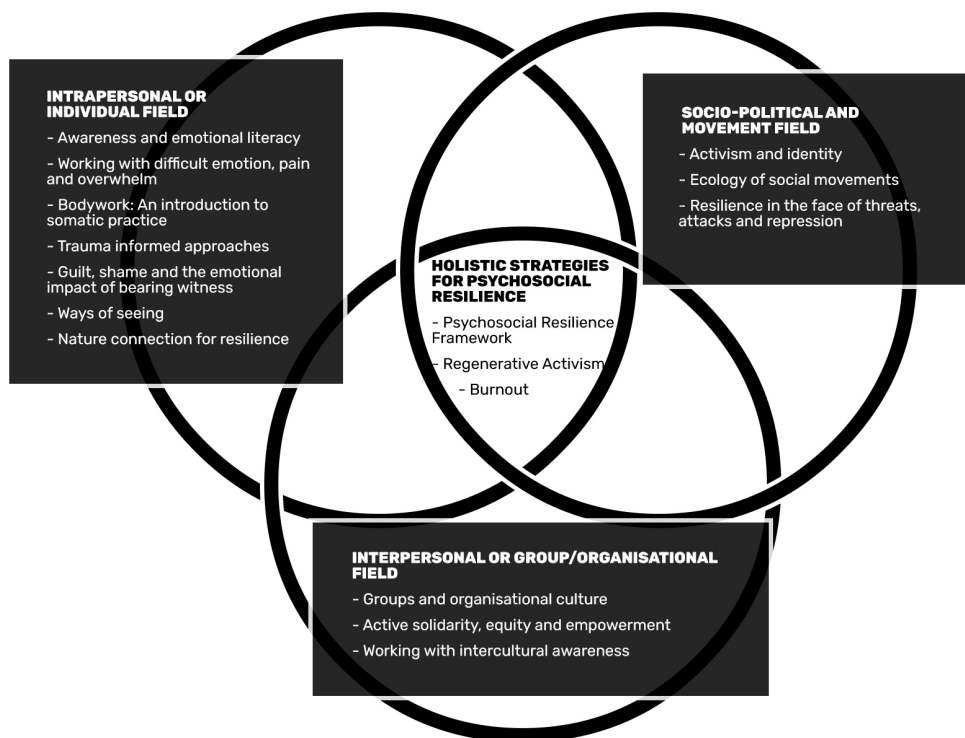 INTRAPERSONAL OR
INDIVIDUAL FIELD
- Awareness and emotional literacy
- Working with difficult emotion, pain
and overwhelm
- Bodywork: An introduction to
somatic practice
- Trauma informed approaches
- Guilt, shame and the emotional
impact of bearing witness
- Ways of seeing
- Nature connection for resilience
SOCIO-POLITICAL AND
MOVEMENT FIELD
- Activism and identity
- Ecology of social movements
- Resilience in the face of threats,
attacks and repression
HOLISTIC STRATEGIES
FOR PSYCHOSOCIAL
RESILIENCE
- Psychosocial Resilience
Framework
- Regenerative Activism
- Burnout
INTERPERSONAL OR GROUP/ORGANISATIONAL
FIELD
- Groups and organisational culture
- Active solidarity, equity and empowerment
- Working with intercultural awareness